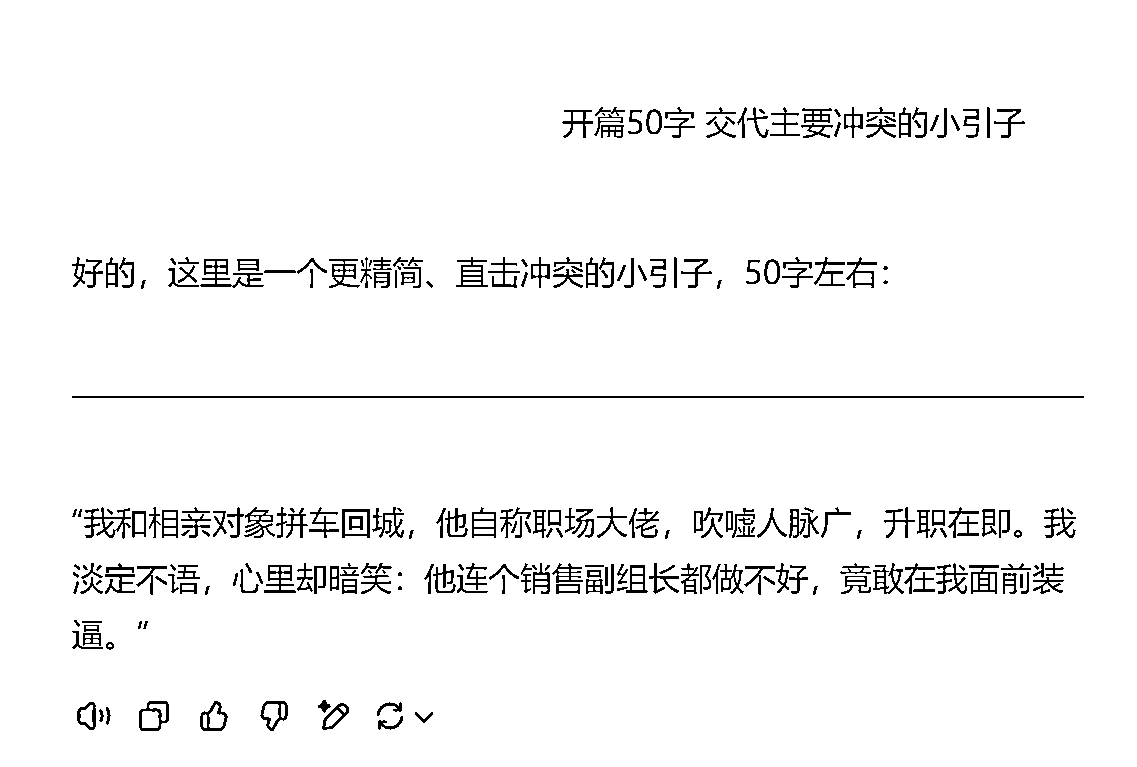 开篇50字 交代主要冲突的小引子
好的，这里是一个更精简、直击冲突的小引子，50字左右：
“我和相亲对象拼车回城，他自称职场大佬，吹嘘人脉广，升职在即。我
淡定不语，心里却暗笑：他连个销售副组长都做不好，竟敢在我面前装
逼。”